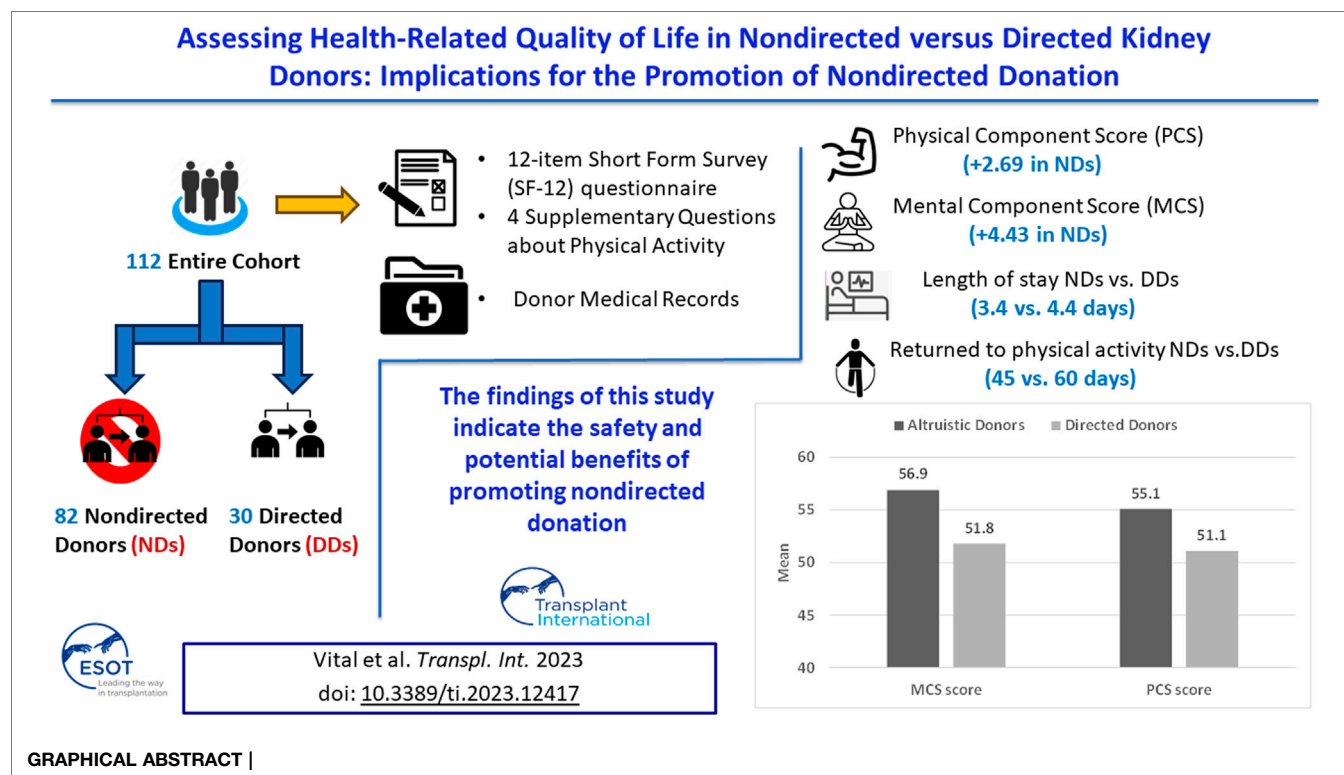 Assessing Health-Related Quality of Life in Nondirected versus Directed Kidney
Donors: Implications for the Promotion of Nondirected Donation
112 Entire Cohort
82 Nondirected
Donors (NDs)
30 Directed
Donors (DDs)
• 12-item Short Form Survey
(SF-12) questionnaire
• 4 Supplementary Questions
about Physical Activity
• Donor Medical Records
Physical Component Score (PCS)
(+2.69 in NDs)
Mental Component Score (MCS)
(+4.43 in NDs)
Length of stay NDs vs. DDs
(3.4 vs. 4.4 days)
Returned to physical activity NDs vs.DDs
(45 vs. 60 days)
The findings of this study
indicate the safety and
potential benefits of
promoting nondirected
donation
Altruistic Donors
Directed Donors
Mean
60
55
50
45
40
56.9
51.8
55.1
51.1
MCS score
PCS score
Transplant
International
ESOT
Leading the way
in transplantation
Vital et al. Transpl. Int. 2023
doi: 10.3389/ti.2023.12417
GRAPHICAL ABSTRACT |